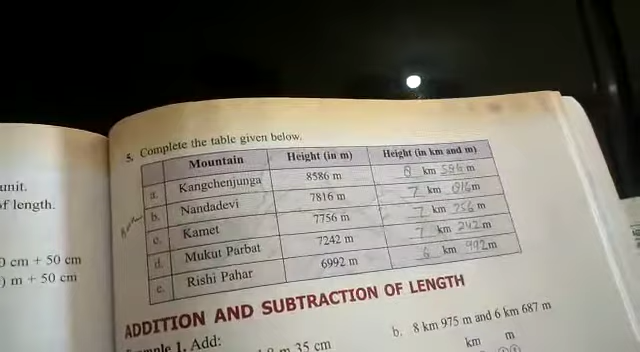 unit.
of length.
cm + 50 cm
m + 50 cm
5. Complete the table given below.
Mountain Height (in m) Height (in km and m)
a. Kangchenjunga 8586 m 8 km 586 m
b. Nandadevi 7816 m 7 km 816 m
c. Kamet 7756 m 7 km 756 m
d. Mukut Parbat 7242 m 7 km 242 m
e. Rishi Pahar 6992 m 6 km 992 m
ADDITION AND SUBTRACTION OF LENGTH
1. Add:
m 35 cm
b. 8 km 975 m and 6 km 687 m
km m